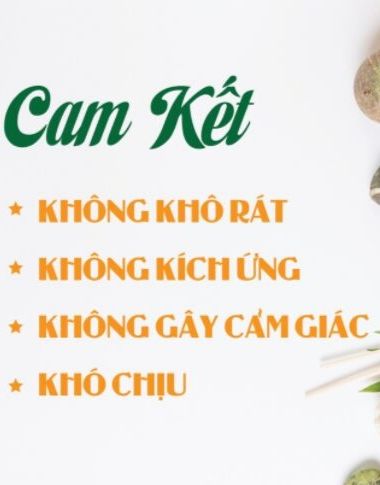 Cam Kết
KHÔNG KHÔ RÁT
KHÔNG KÍCH ỨNG
KHÔNG GÂY CẢM GIÁC
KHÓ CHỊU